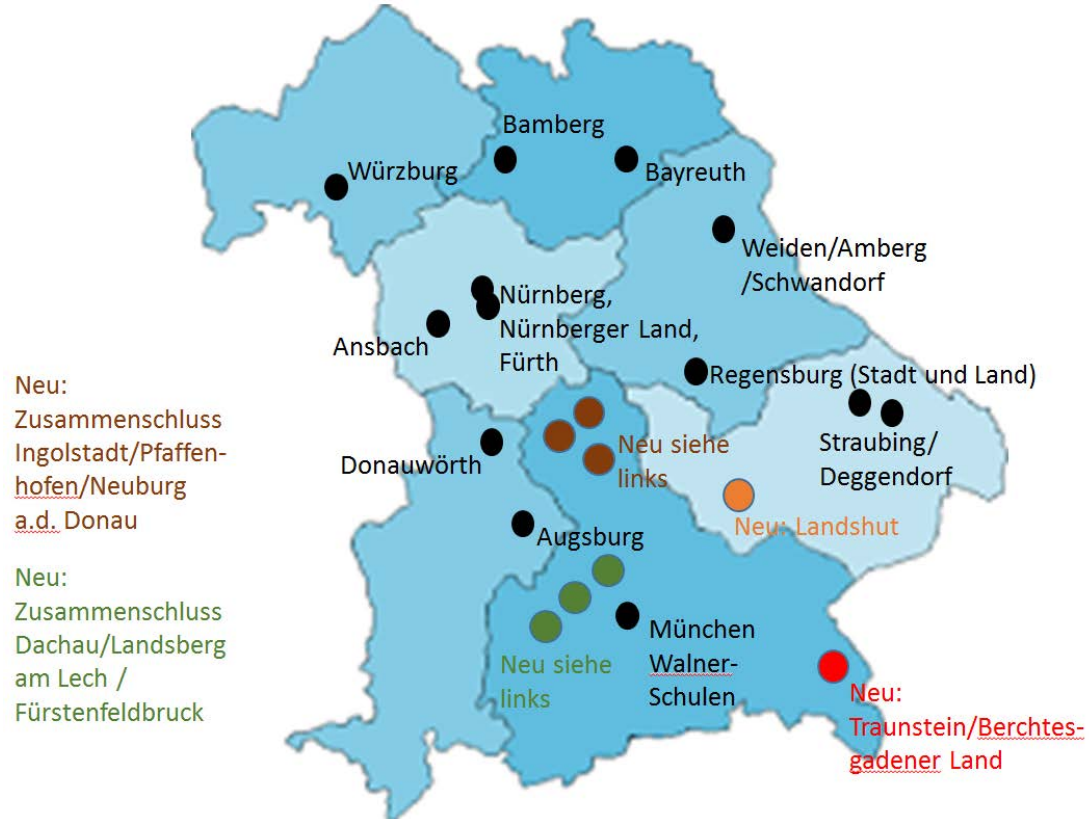 Bamberg
Würzburg
Bayreuth
Weiden/Amberg
/Schwandorf
Nürnberg,
Nürnberger Land,
Fürth
Ansbach
Regensburg (Stadt und Land)
Straubing/
Deggendorf
Neu:
Zusammenschluss
Ingolstadt/Pfaffen-
hofen/Neuburg
a.d. Donau
Neu siehe
links
Donauwörth
Neu: Landshut
Augsburg
Neu:
Zusammenschluss
Dachau/Landsberg
am Lech /
Fürstenfeldbruck
Neu siehe
links
München
Walner-
Schulen
Neu:
Traunstein/Berchtes-
gadener Land